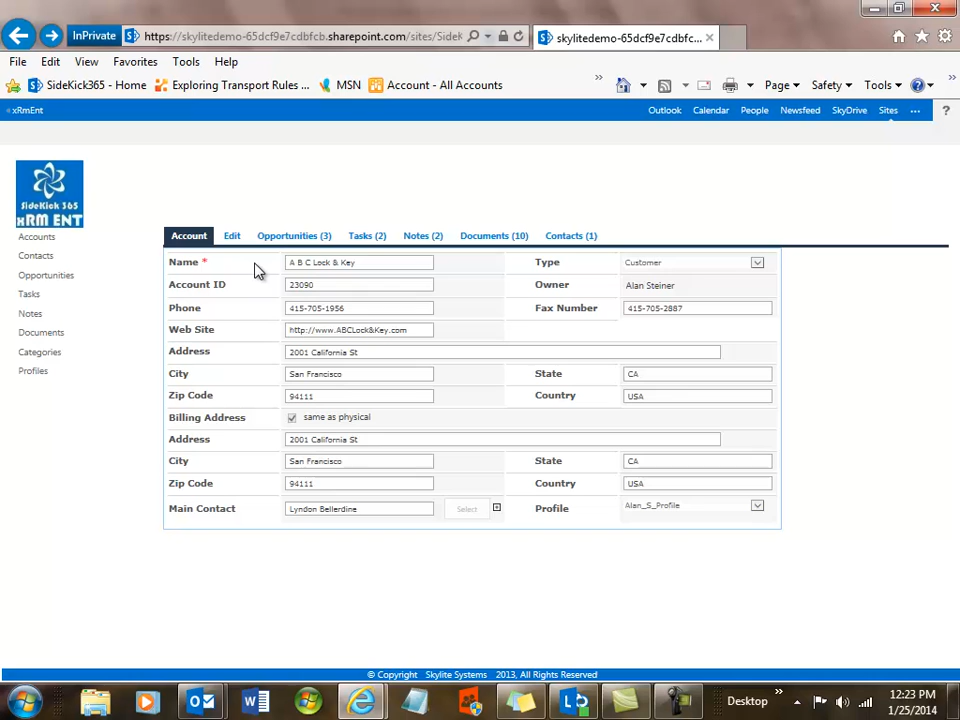 InPrivate
https://skylitedemo-65dcf9e7cdbfcb.sharepoint.com/sites/SideK
skylitedemo-65dcf9e7cdbfc...
File Edit View Favorites Tools Help
SideKick365 - Home
Exploring Transport Rules ...
MSN
Account - All Accounts
Page
Safety
Tools
xRmEnt
Outlook Calendar People Newsfeed SkyDrive Sites ... ?
SideKick 365
xRM ENT
Accounts
Contacts
Opportunities
Tasks
Notes
Documents
Categories
Profiles
Account Edit Opportunities (3) Tasks (2) Notes (2) Documents (10) Contacts (1)
Name * A B C Lock & Key Type Customer
Account ID 23090 Owner Alan Steiner
Phone 415-705-1956 Fax Number 415-705-2887
Web Site http://www.ABCLock&Key.com
Address 2001 California St
City San Francisco State CA
Zip Code 94111 Country USA
Billing Address same as physical
Address 2001 California St
City San Francisco State CA
Zip Code 94111 Country USA
Main Contact Lyndon Bellerdine Select Profile Alan_S_Profile
© Copyright Skylite Systems 2013, All Rights Reserved
Desktop
12:23 PM
1/25/2014